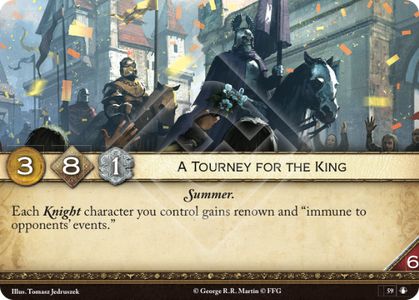 3 8 1 A Tourney for the King
Summer.
Each Knight character you control gains renown and “immune to
opponents’ events.”
6
Illus. Tomasz Jedruszek © George R.R. Martin © FFG 59